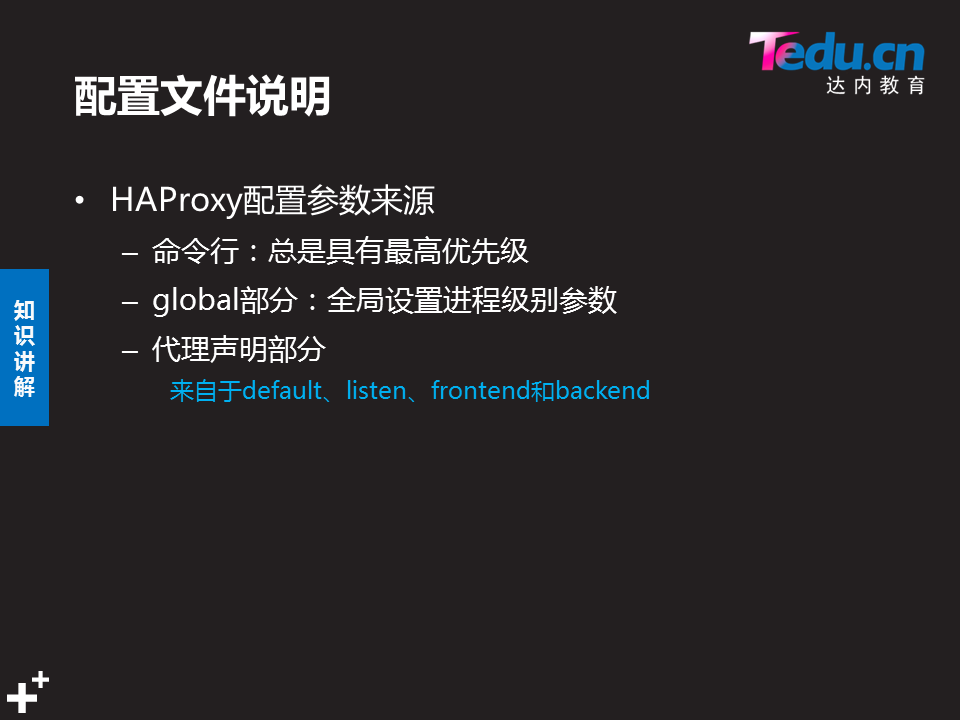 Tedu.cn
达内教育
配置文件说明
• HAProxy配置参数来源
– 命令行：总是具有最高优先级
– global部分：全局设置进程级别参数
– 代理声明部分
来自于default、listen、frontend和backend
知识讲解